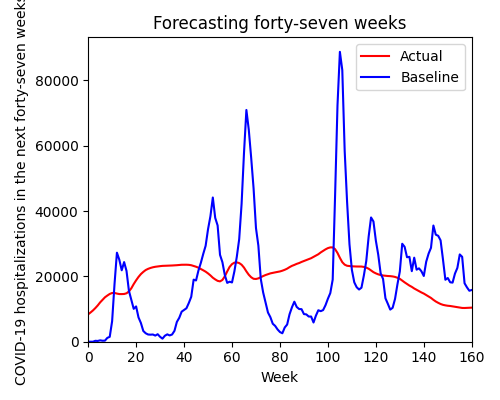 Forecasting forty-seven weeks
COVID-19 hospitalizations in the next forty-seven weeks
80000
60000
40000
20000
0
Actual
Baseline
0 20 40 60 80 100 120 140 160
Week